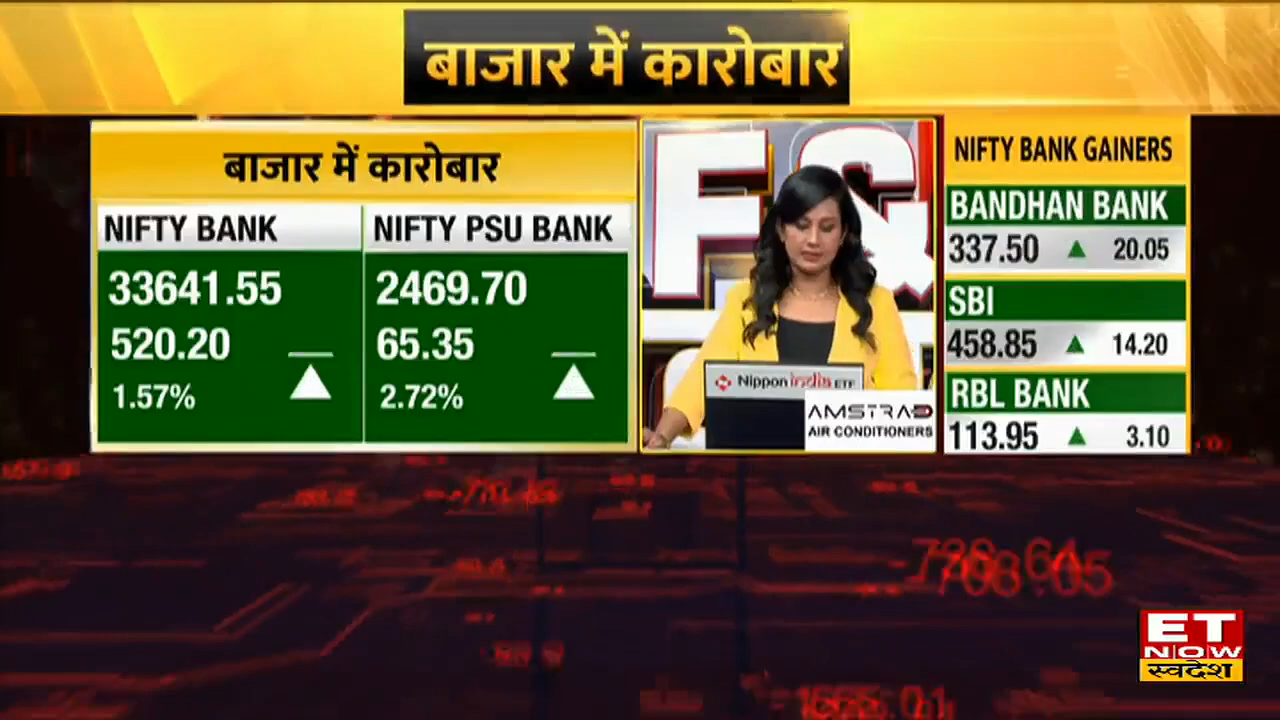 बाजार में कारोबार
बाजार में कारोबार
NIFTY BANK
33641.55
520.20
1.57%
NIFTY PSU BANK
2469.70
65.35
2.72%
F&
Nippon india ETF
AMSTRAD
AIR CONDITIONERS
NIFTY BANK GAINERS
BANDHAN BANK
337.50 ▲ 20.05
SBI
458.85 ▲ 14.20
RBL BANK
113.95 ▲ 3.10
ET
NOW
स्वदेश